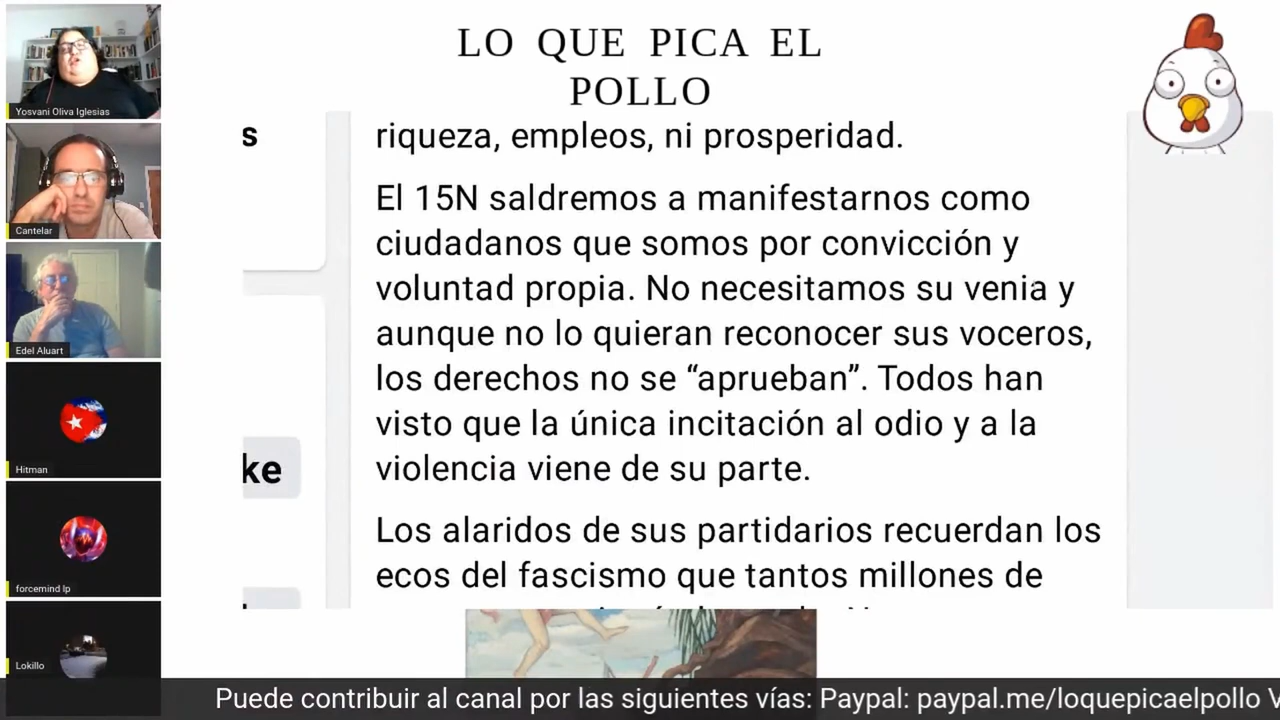 LO QUE PICA EL
POLLO
Yosvani Oliva Iglesias
Cantelar
Edel Aluart
Hitman
forcemind lp
Lokillo
s
ke
riqueza, empleos, ni prosperidad.
El 15N saldremos a manifestarnos como
ciudadanos que somos por convicción y
voluntad propia. No necesitamos su venia y
aunque no lo quieran reconocer sus voceros,
los derechos no se “aprueban”. Todos han
visto que la única incitación al odio y a la
violencia viene de su parte.
Los alaridos de sus partidarios recuerdan los
ecos del fascismo que tantos millones de
Puede contribuir al canal por las siguientes vías: Paypal: paypal.me/loquepicaelpollo V